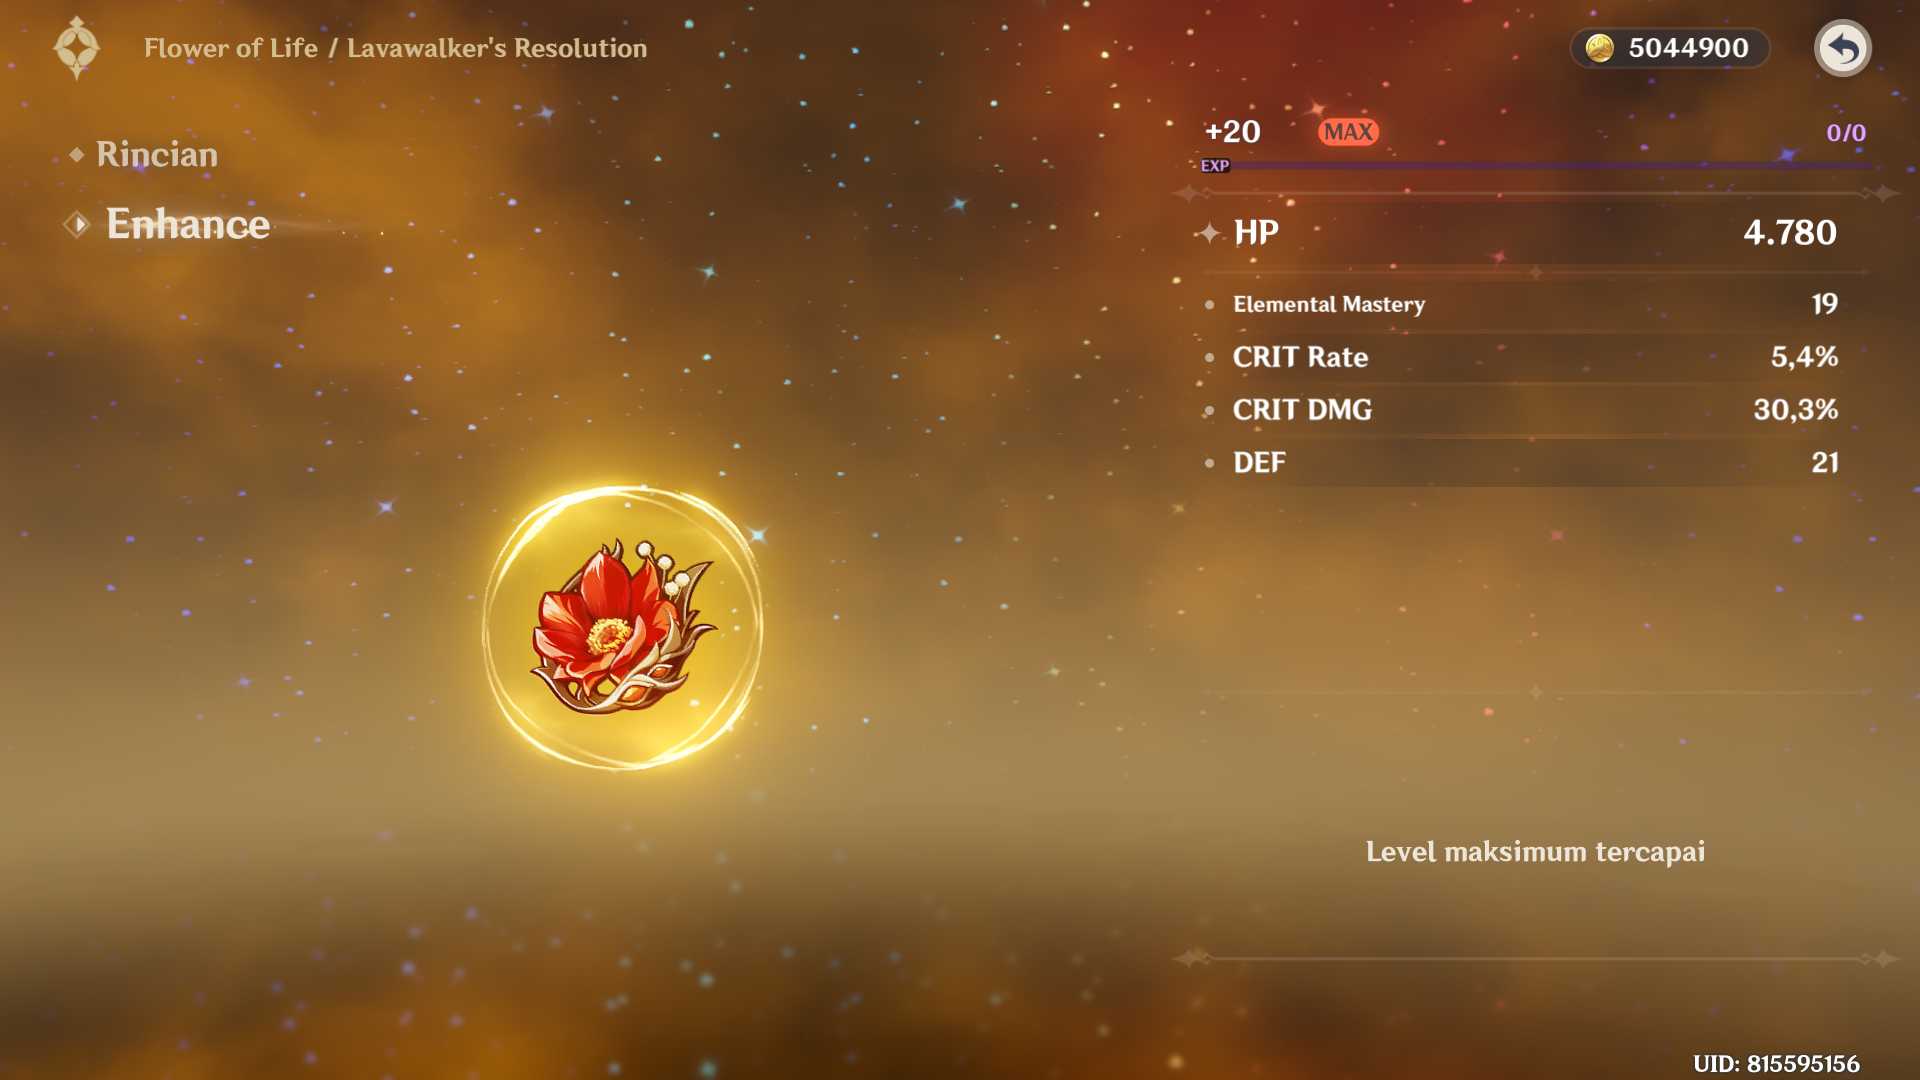 Flower of Life / Lavawalker's Resolution
5044900
Rincian
Enhance
+20 MAX 0/0
EXP
HP 4.780
Elemental Mastery 19
CRIT Rate 5,4%
CRIT DMG 30,3%
DEF 21
Level maksimum tercapai
UID: 815595156